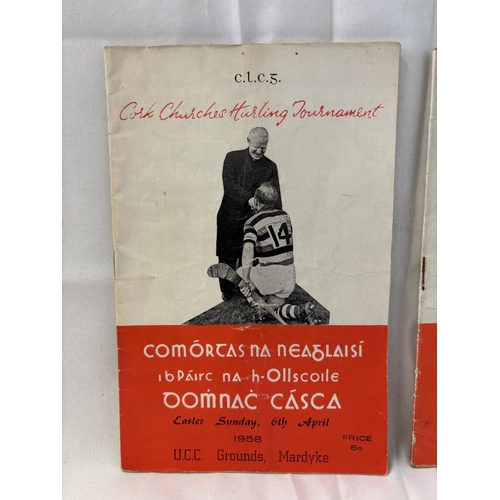 c.l.c.g.
Cork Churches Hurling Tournament
14
COMÓRTAS NA NEAGLAISÍ
i bPáirc na h-Ollscoile
DOṀNAĊ CÁSCA
Easter Sunday, 6th April
1958
PRICE
6D.
U.C.C. Grounds, Mardyke